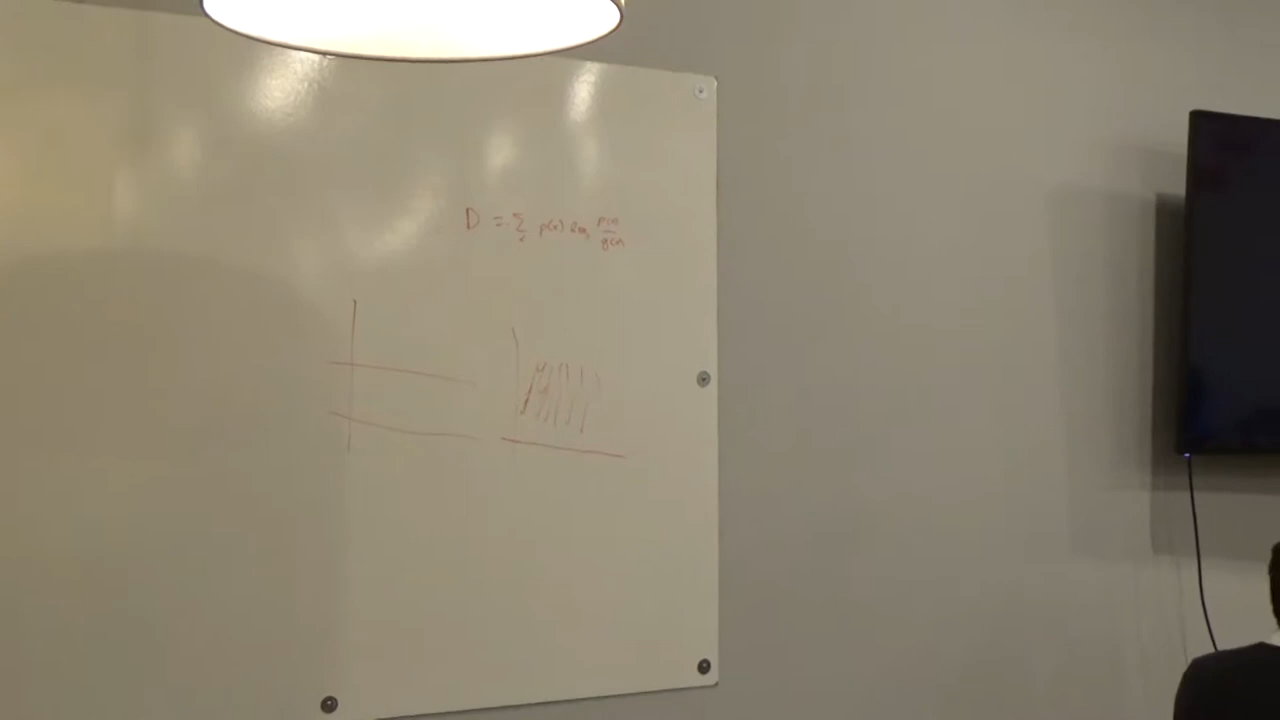 D = Σ p(x) log p(x)/q(x)
x